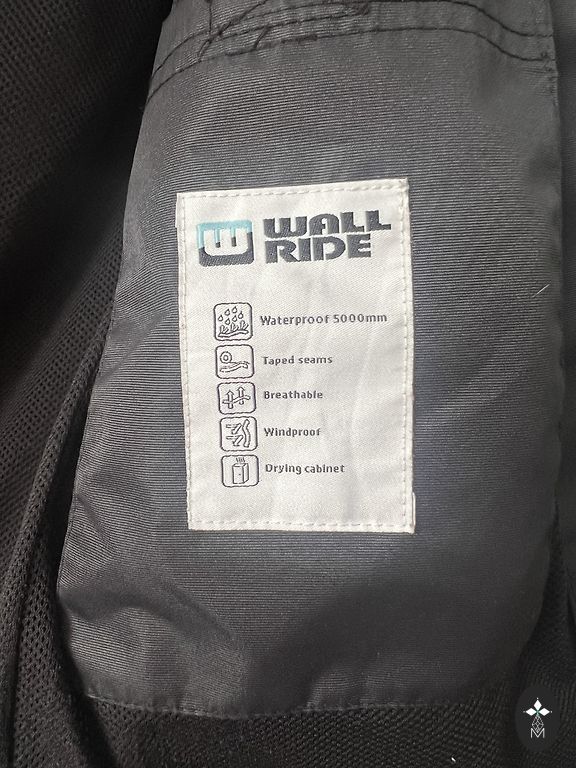 WALL
RIDE
Waterproof 5000mm
Taped seams
Breathable
Windproof
Drying cabinet
M